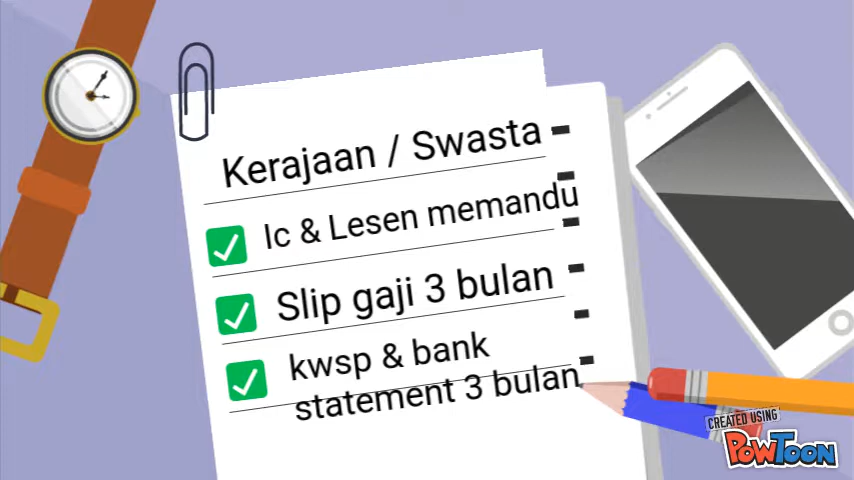 Kerajaan / Swasta
Ic & Lesen memandu
Slip gaji 3 bulan
kwsp & bank
statement 3 bulan
CREATED USING
POWTOON